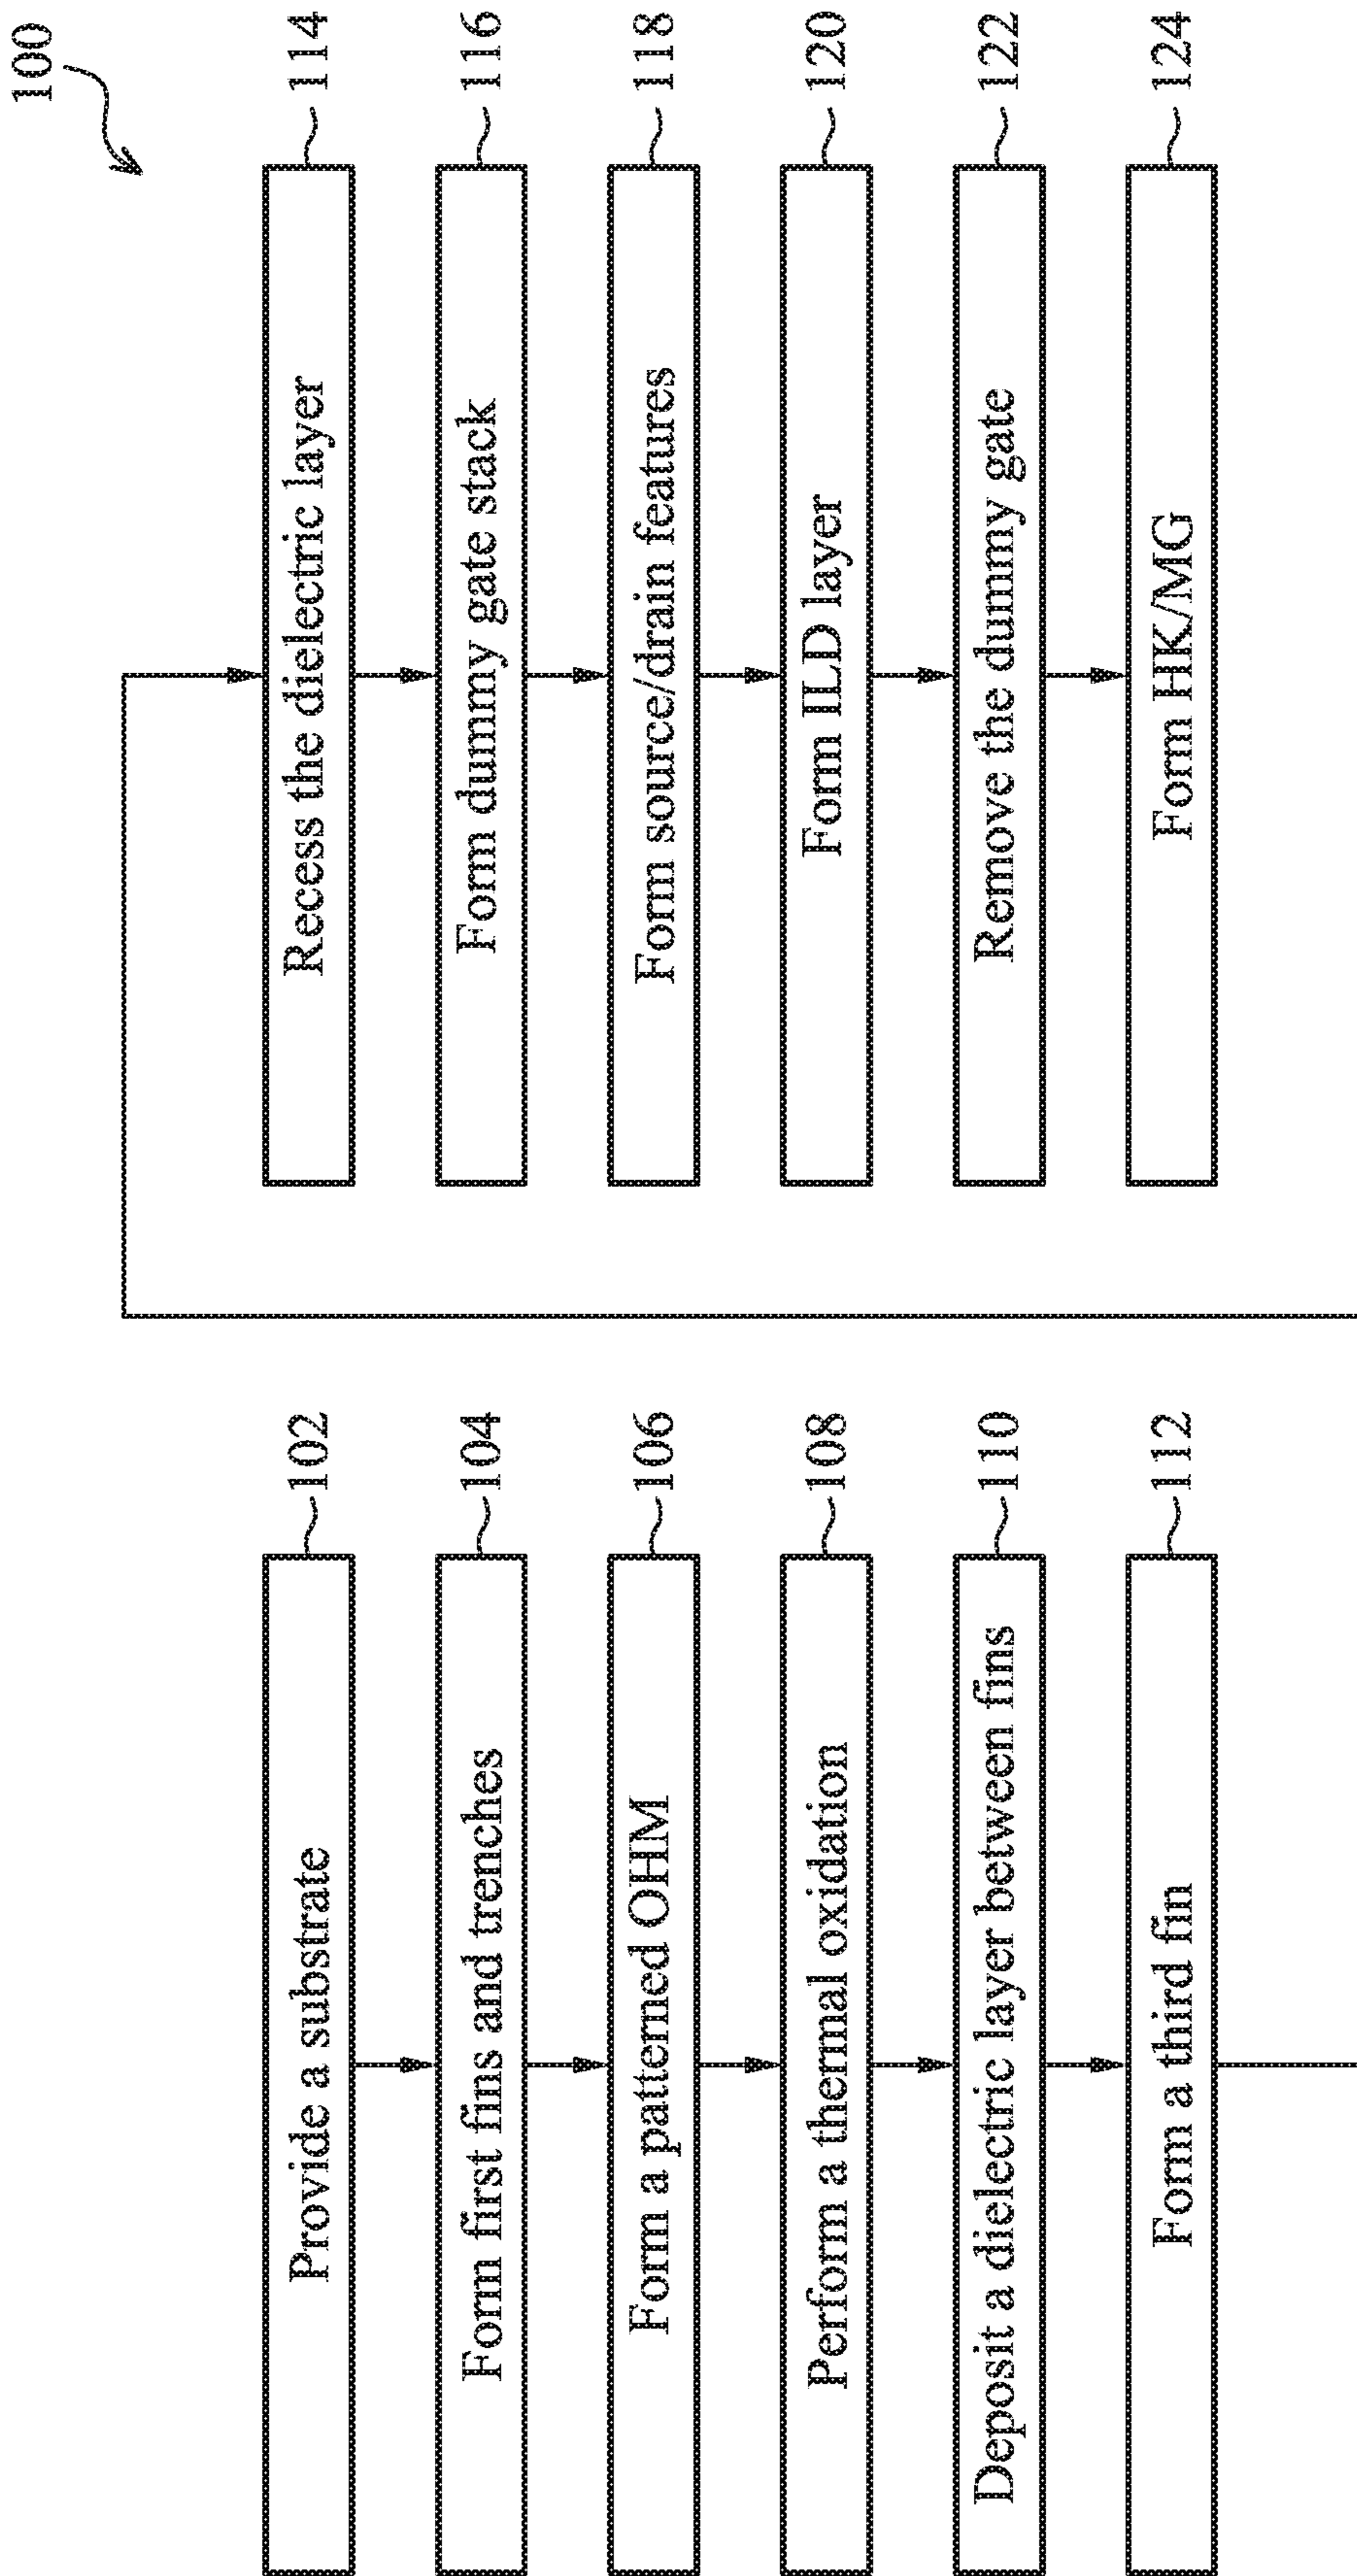 100
Provide a substrate 102
Form first fins and trenches 104
Form a patterned OHM 106
Perform a thermal oxidation 108
Deposit a dielectric layer between fins 110
Form a third fin 112
Recess the dielectric layer 114
Form dummy gate stack 116
Form source/drain features 118
Form ILD layer 120
Remove the dummy gate 122
Form HK/MG 124